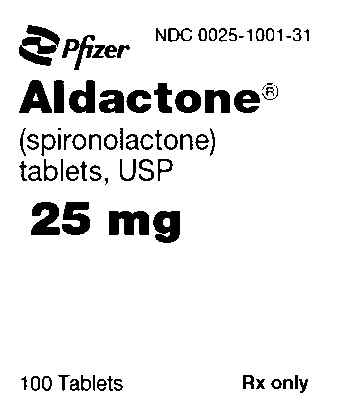 Pfizer NDC 0025-1001-31
Aldactone®
(spironolactone)
tablets, USP
25 mg
100 Tablets Rx only